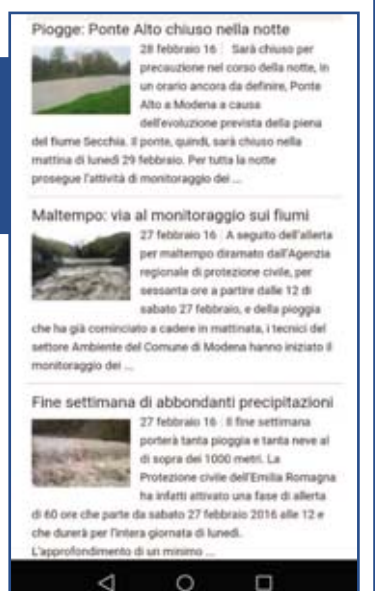 Piogge: Ponte Alto chiuso nella notte
28 febbraio 16 | Sarà chiuso per
precauzione nel corso della notte, in
un orario ancora da definire, Ponte
Alto a Modena a causa
dell'evoluzione prevista della piena
del fiume Secchia. Il ponte, quindi, sarà chiuso nella
mattina di lunedì 29 febbraio. Per tutta la notte
prosegue l'attività di monitoraggio dei ...
Maltempo: via al monitoraggio sui fiumi
27 febbraio 16 | A seguito dell'allerta
per maltempo diramato dall'Agenzia
regionale di protezione civile, per
sessanta ore a partire dalle 12 di
sabato 27 febbraio, e della pioggia
che ha già cominciato a cadere in mattinata, i tecnici del
settore Ambiente del Comune di Modena hanno iniziato il
monitoraggio dei ...
Fine settimana di abbondanti precipitazioni
27 febbraio 16 | Il fine settimana
porterà tanta pioggia e tanta neve al
di sopra dei 1000 metri. La
Protezione civile dell'Emilia Romagna
ha infatti attivato una fase di allerta
di 60 ore che parte da sabato 27 febbraio 2016 alle 12 e
che durerà per l'intera giornata di lunedì.
L'approfondimento di un minimo ...